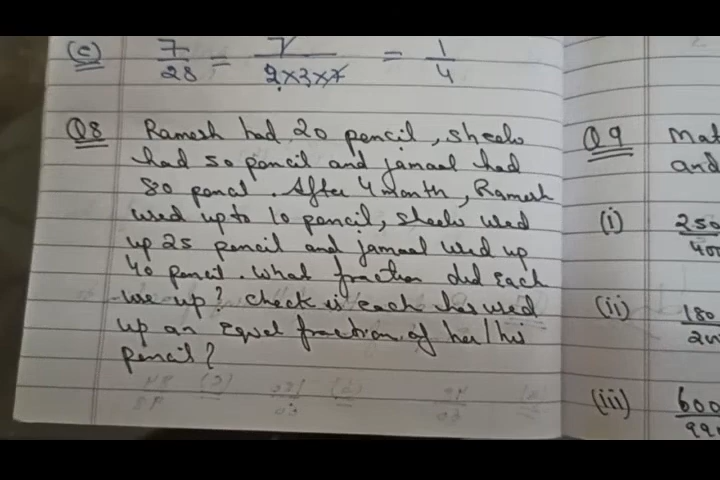 (c) 7/28 = 7/2×3×7 = 1/4
Q8 Ramesh had 20 pencil, sheelu
had 50 pencil and jamaal had
80 pencil. After 4 month, Ramesh
used up to 10 pencil, sheelu used
up 25 pencil and jamaal used up
40 pencil. What fraction did each
use up? Check is each has used
up an equal fraction of her/his
pencil?
Q9 Mat
and
(i) 250/400
(ii) 180/200
(iii) 600/990